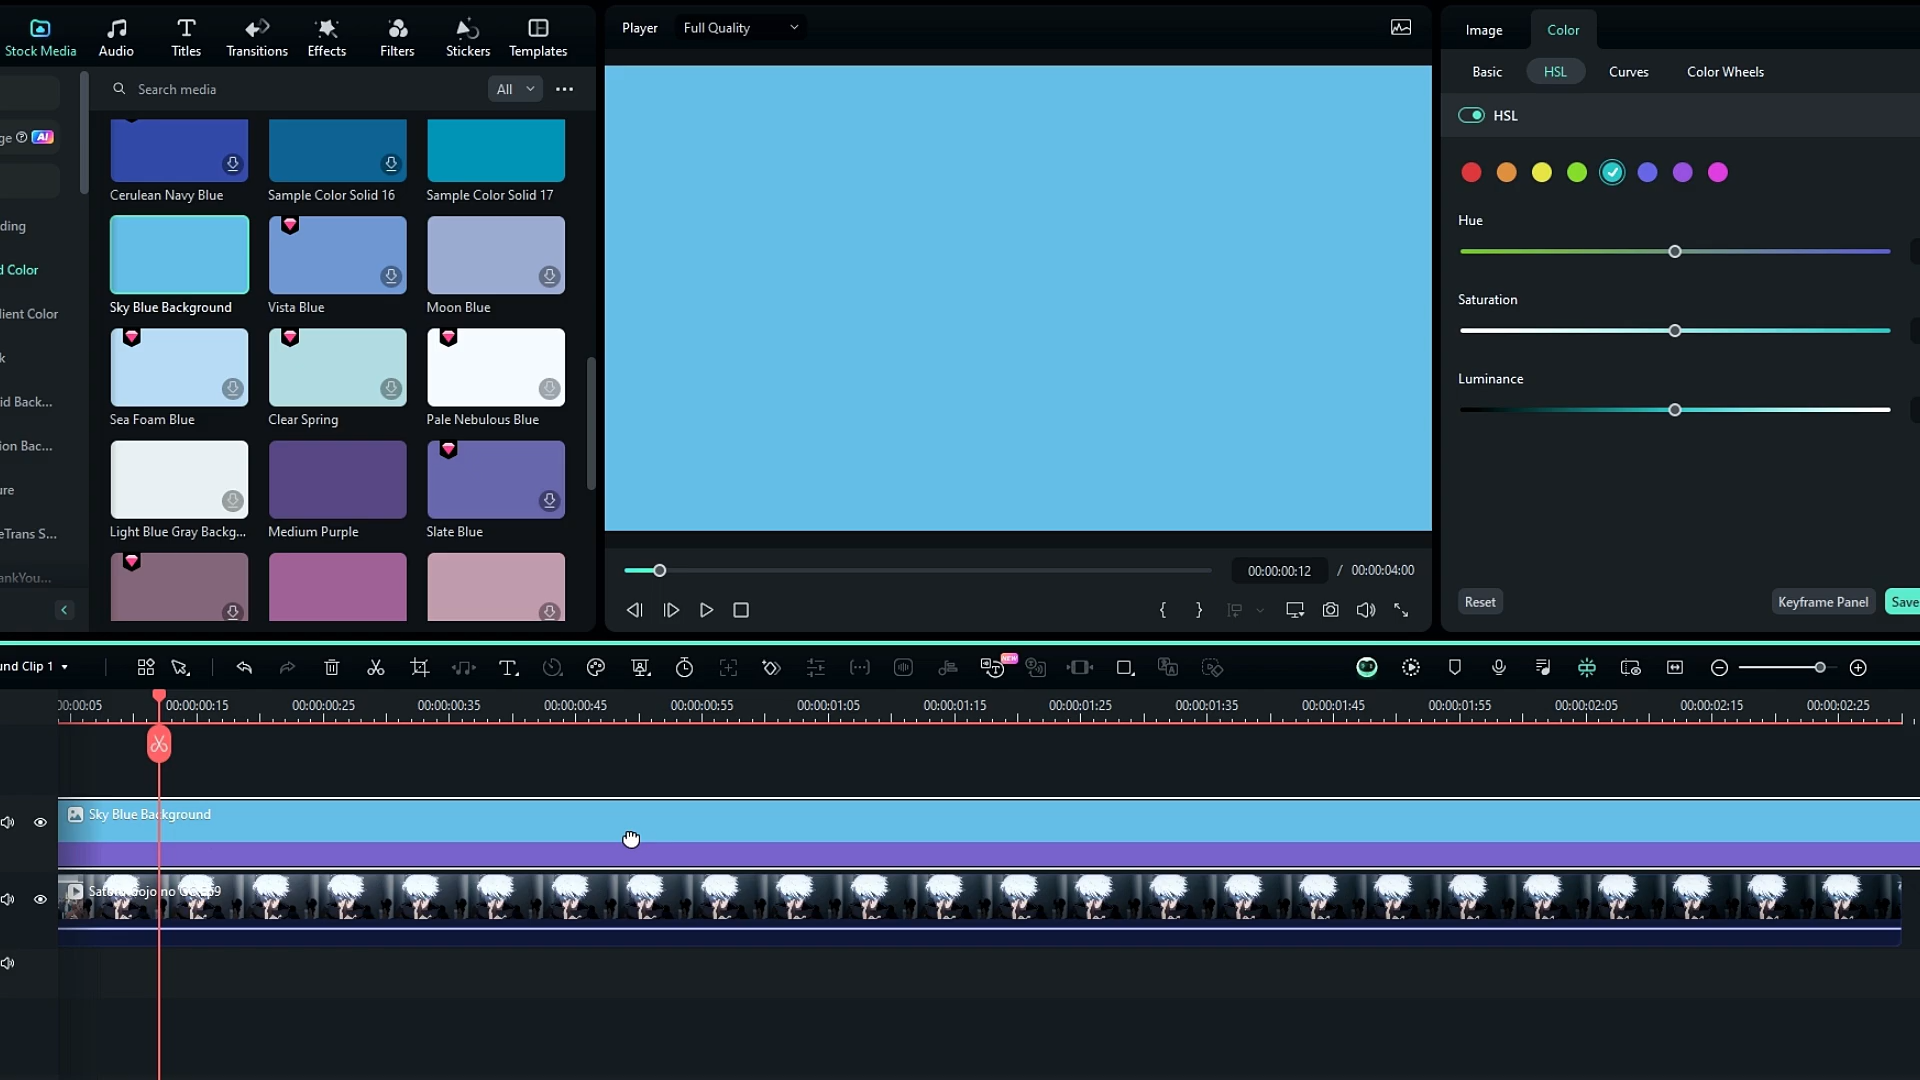 Stock Media
Audio
Titles
Transitions
Effects
Filters
Stickers
Templates
Search media
All
ge
AI
ding
d Color
ient Color
k
id Back...
ion Bac...
ure
eTrans S...
ankYou...
Cerulean Navy Blue
Sample Color Solid 16
Sample Color Solid 17
Sky Blue Background
Vista Blue
Moon Blue
Sea Foam Blue
Clear Spring
Pale Nebulous Blue
Light Blue Gray Backg...
Medium Purple
Slate Blue
Player
Full Quality
00:00:00:12 / 00:00:04:00
Image
Color
Basic
HSL
Curves
Color Wheels
HSL
Hue
Saturation
Luminance
Reset
Keyframe Panel
Save
und Clip 1
NEW
00:00:05
00:00:00:15
00:00:00:25
00:00:00:35
00:00:00:45
00:00:00:55
00:00:01:05
00:00:01:15
00:00:01:25
00:00:01:35
00:00:01:45
00:00:01:55
00:00:02:05
00:00:02:15
00:00:02:25
Sky Blue Background